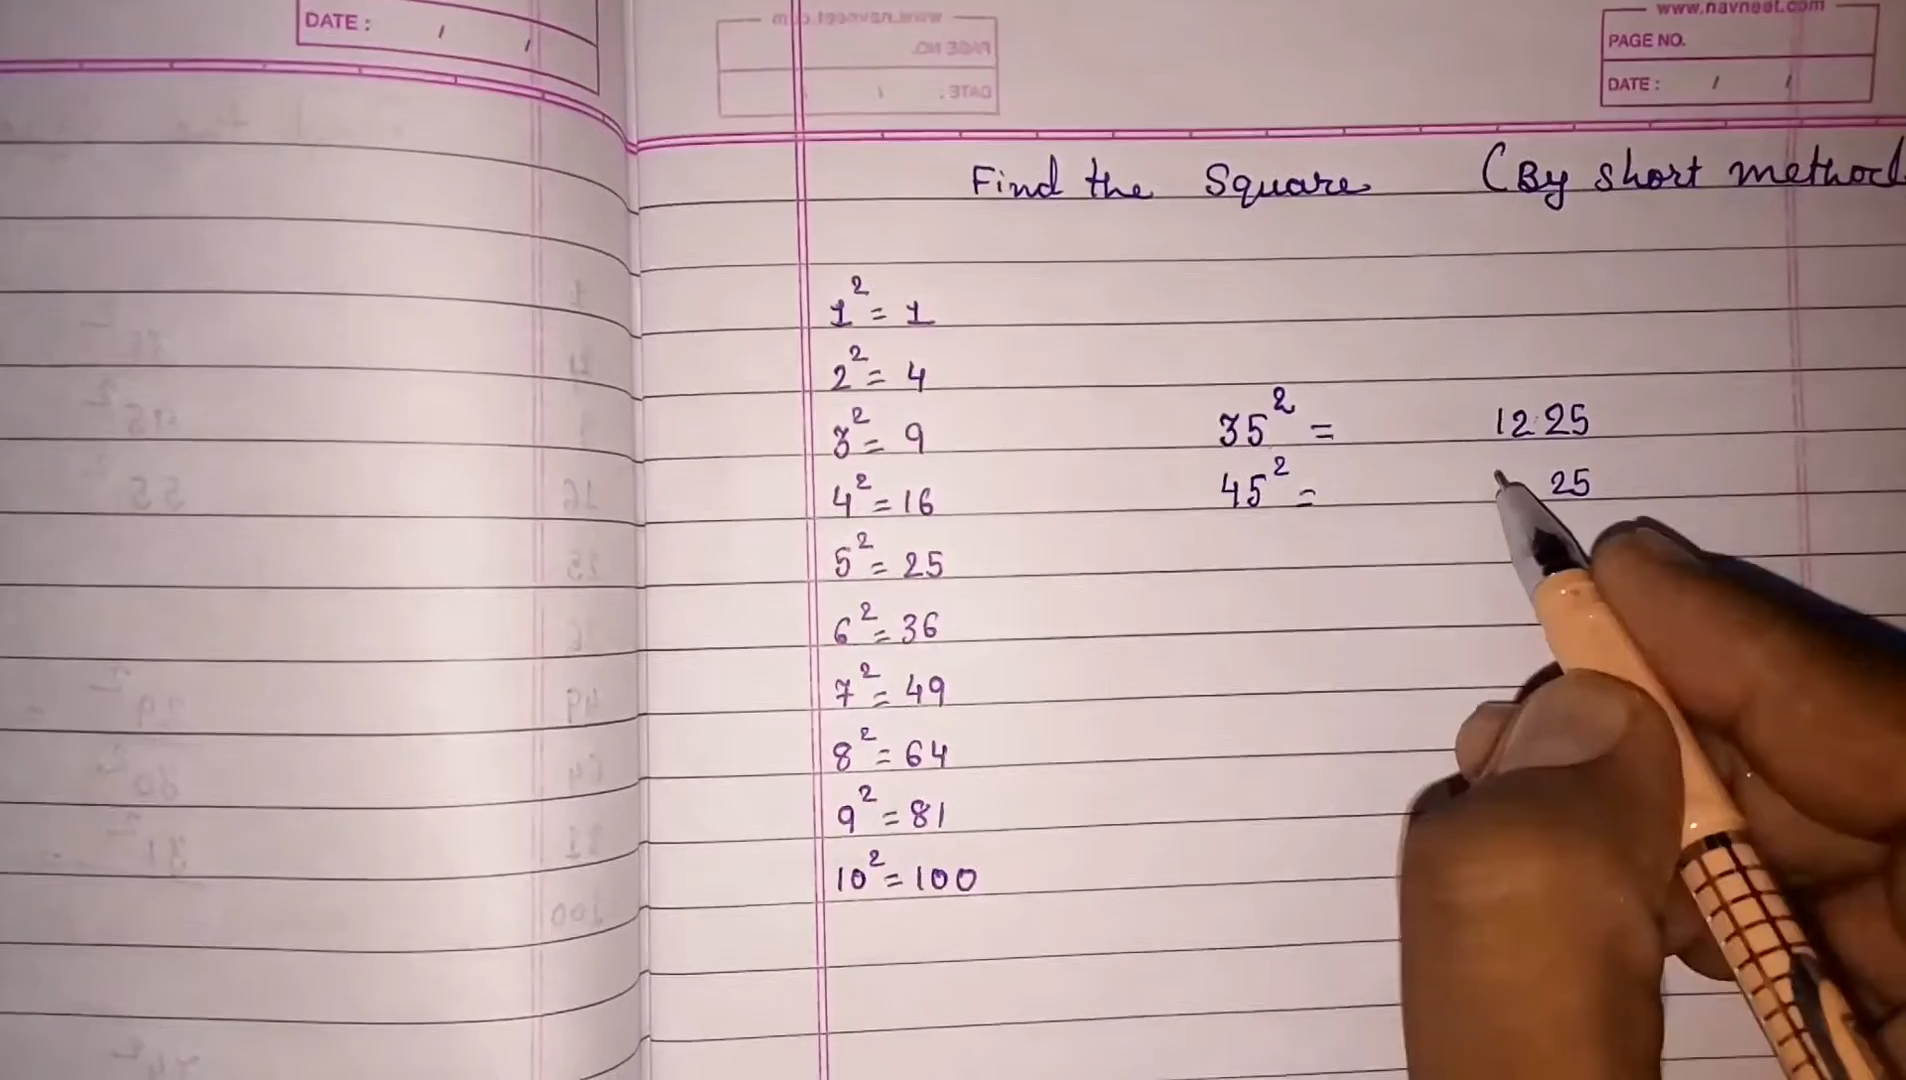 DATE : / /
www.navneet.com
PAGE NO.
DATE : / /
Find the Square (By short method
1² = 1
2² = 4
3² = 9
4² = 16
5² = 25
6² = 36
7² = 49
8² = 64
9² = 81
10² = 100
35² = 1225
45² = 25